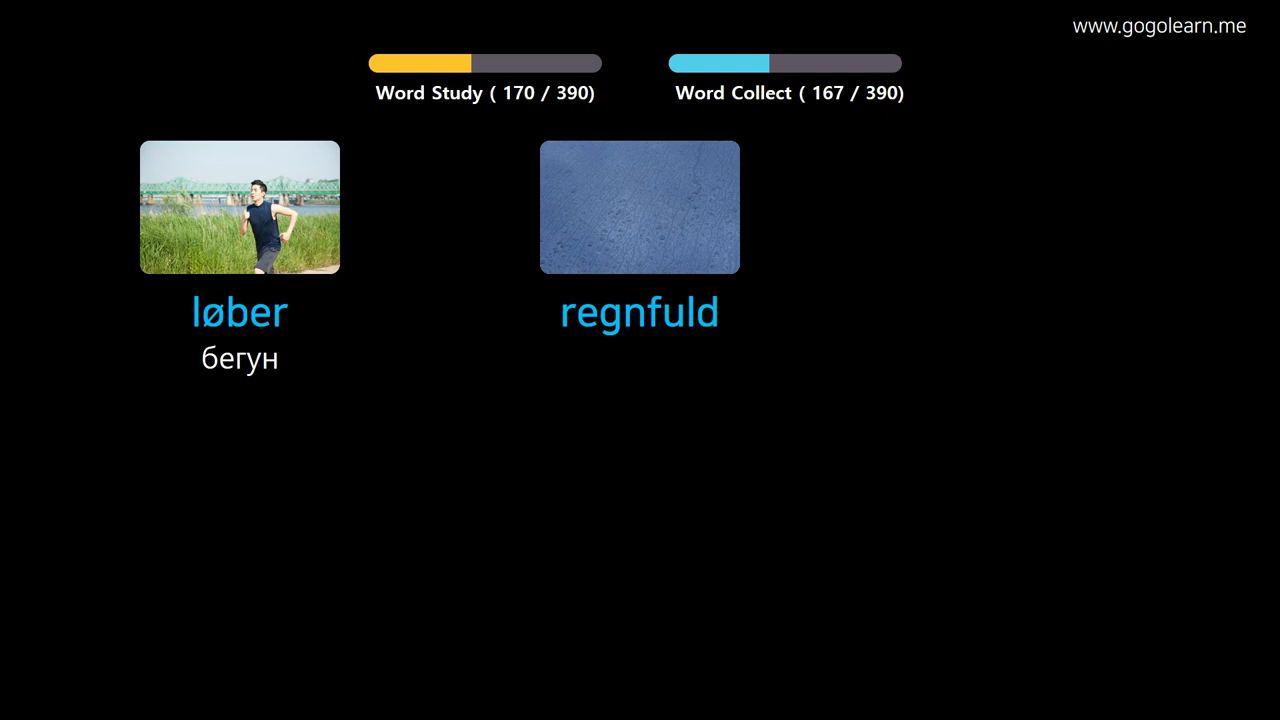 www.gogolearn.me
Word Study ( 170 / 390)
Word Collect ( 167 / 390)
løber
regnfuld
бегун